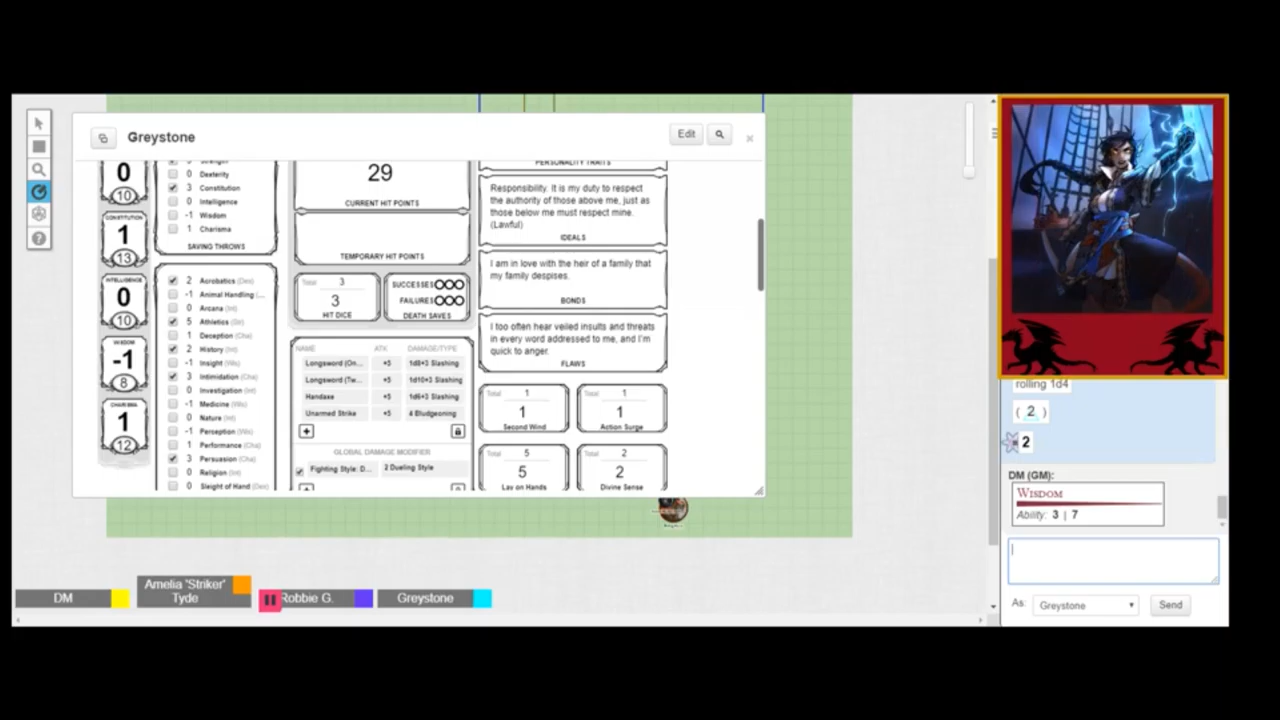 Greystone
Edit
×
0
10
CONSTITUTION
1
13
INTELLIGENCE
0
10
WISDOM
-1
8
CHARISMA
1
12
Strength
0 Dexterity
3 Constitution
0 Intelligence
-1 Wisdom
1 Charisma
SAVING THROWS
2 Acrobatics (Dex)
-1 Animal Handling (...
0 Arcana (Int)
5 Athletics (Str)
1 Deception (Cha)
2 History (Int)
-1 Insight (Wis)
3 Intimidation (Cha)
0 Investigation (Int)
-1 Medicine (Wis)
0 Nature (Int)
-1 Perception (Wis)
1 Performance (Cha)
3 Persuasion (Cha)
0 Religion (Int)
0 Sleight of Hand (Dex)
29
CURRENT HIT POINTS
TEMPORARY HIT POINTS
Total 3
3
HIT DICE
SUCCESSES
FAILURES
DEATH SAVES
NAME ATK DAMAGE/TYPE
Longsword (On... +5 1d8+3 Slashing
Longsword (Tw... +5 1d10+3 Slashing
Handaxe +5 1d6+3 Slashing
Unarmed Strike +5 4 Bludgeoning
+
GLOBAL DAMAGE MODIFIER
Fighting Style: D... 2 Dueling Style
PERSONALITY TRAITS
Responsibility. It is my duty to respect
the authority of those above me, just as
those below me must respect mine.
(Lawful)
IDEALS
I am in love with the heir of a family that
my family despises.
BONDS
I too often hear veiled insults and threats
in every word addressed to me, and I'm
quick to anger.
FLAWS
Total 1
1
Second Wind
Total 1
1
Action Surge
Total 5
5
Lay on Hands
Total 2
2
Divine Sense
DM
Amelia 'Striker'
Tyde
Robbie G.
Greystone
rolling 1d4
( 2 )
2
DM (GM):
WISDOM
Ability: 3 | 7
As: Greystone
Send